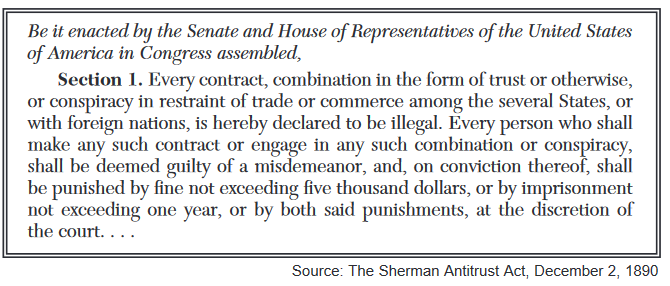 Be it enacted by the Senate and House of Representatives of the United States
of America in Congress assembled,
Section 1. Every contract, combination in the form of trust or otherwise,
or conspiracy in restraint of trade or commerce among the several States, or
with foreign nations, is hereby declared to be illegal. Every person who shall
make any such contract or engage in any such combination or conspiracy,
shall be deemed guilty of a misdemeanor, and, on conviction thereof, shall
be punished by fine not exceeding five thousand dollars, or by imprisonment
not exceeding one year, or by both said punishments, at the discretion of
the court. . . .
Source: The Sherman Antitrust Act, December 2, 1890